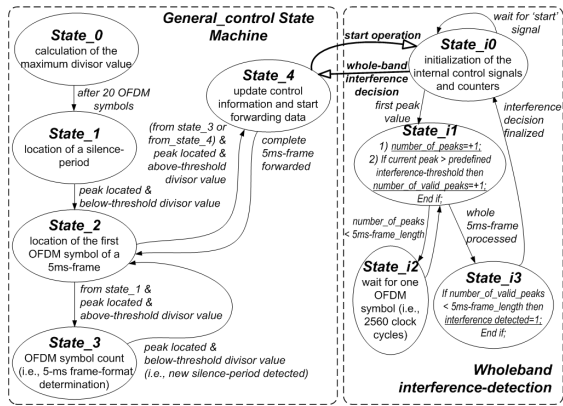 General_control State
Machine
State_0
calculation of the
maximum divisor value
after 20 OFDM
symbols
State_1
location of a silence-
period
peak located &
below-threshold divisor value
State_2
location of the first
OFDM symbol of a
5ms-frame
from state_1 &
peak located &
above-threshold divisor value
State_3
OFDM symbol count
(i.e., 5-ms frame-format
determination)
peak located &
below-threshold divisor value
(i.e., new silence-period detected)
(from state_3 or
from_state_4) &
peak located &
above-threshold
divisor value
State_4
update control
information and start
forwarding data
complete
5ms-frame
forwarded
start operation
whole-band
interference
decision
wait for 'start'
signal
State_i0
initialization of the
internal control signals
and counters
first peak
value
interference
decision
finalized
State_i1
1) number_of_peaks=+1;
2) If current peak > predefined
interference-threshold then
number_of_valid_peaks=+1;
End if;
number_of_peaks
< 5ms-frame_length
whole
5ms-frame
processed
State_i2
wait for one
OFDM
symbol (i.e.,
2560 clock
cycles)
State_i3
If number_of_valid_peaks
< 5ms-frame_length then
interference detected=1;
End if;
Wholeband
interference-detection